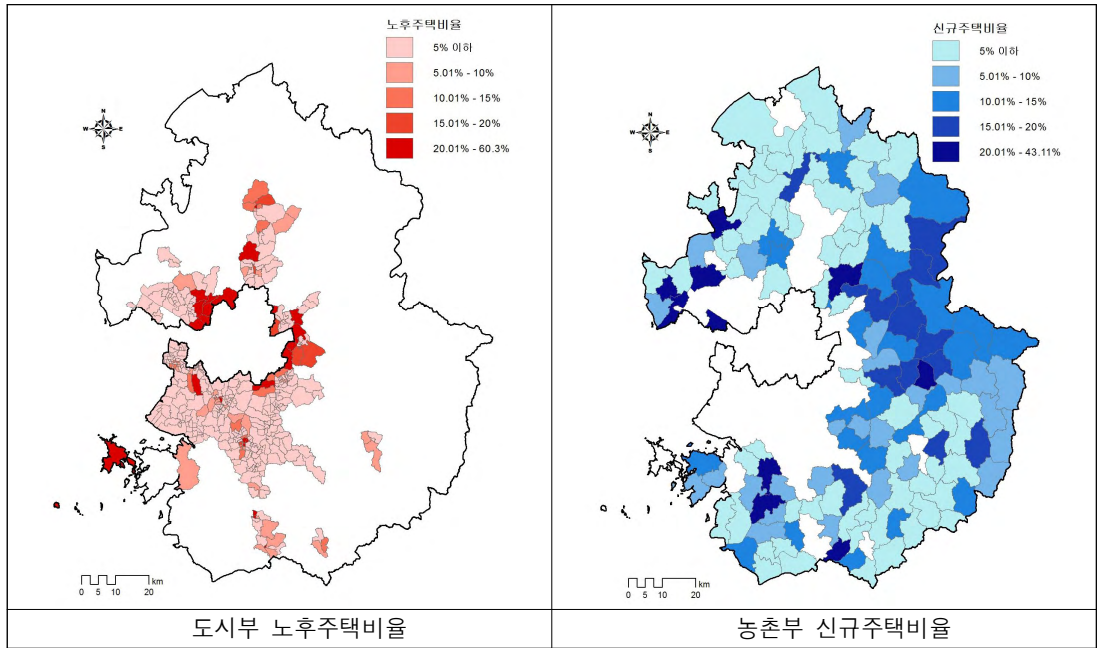 노후주택비율
5% 이하
5.01% - 10%
10.01% - 15%
15.01% - 20%
20.01% - 60.3%
N
W E
S
km
0 5 10 20
도시부 노후주택비율
신규주택비율
5% 이하
5.01% - 10%
10.01% - 15%
15.01% - 20%
20.01% - 43.11%
N
W E
S
km
0 5 10 20
농촌부 신규주택비율